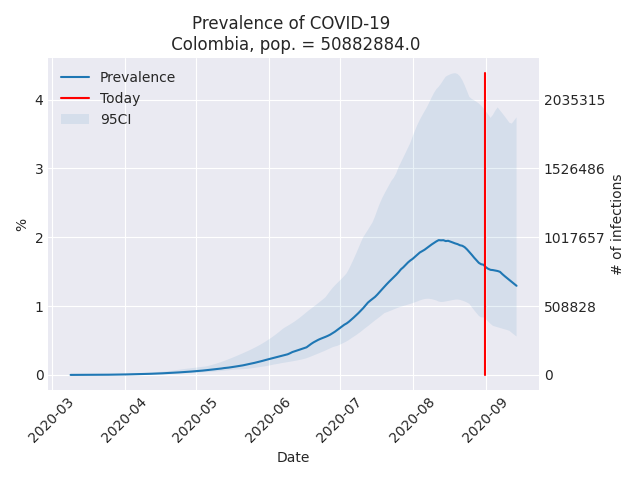 Prevalence of COVID-19
Colombia, pop. = 50882884.0
Prevalence
Today
95CI
%
4
3
2
1
0
2035315
1526486
1017657
508828
0
# of infections
2020-03
2020-04
2020-05
2020-06
2020-07
2020-08
2020-09
Date